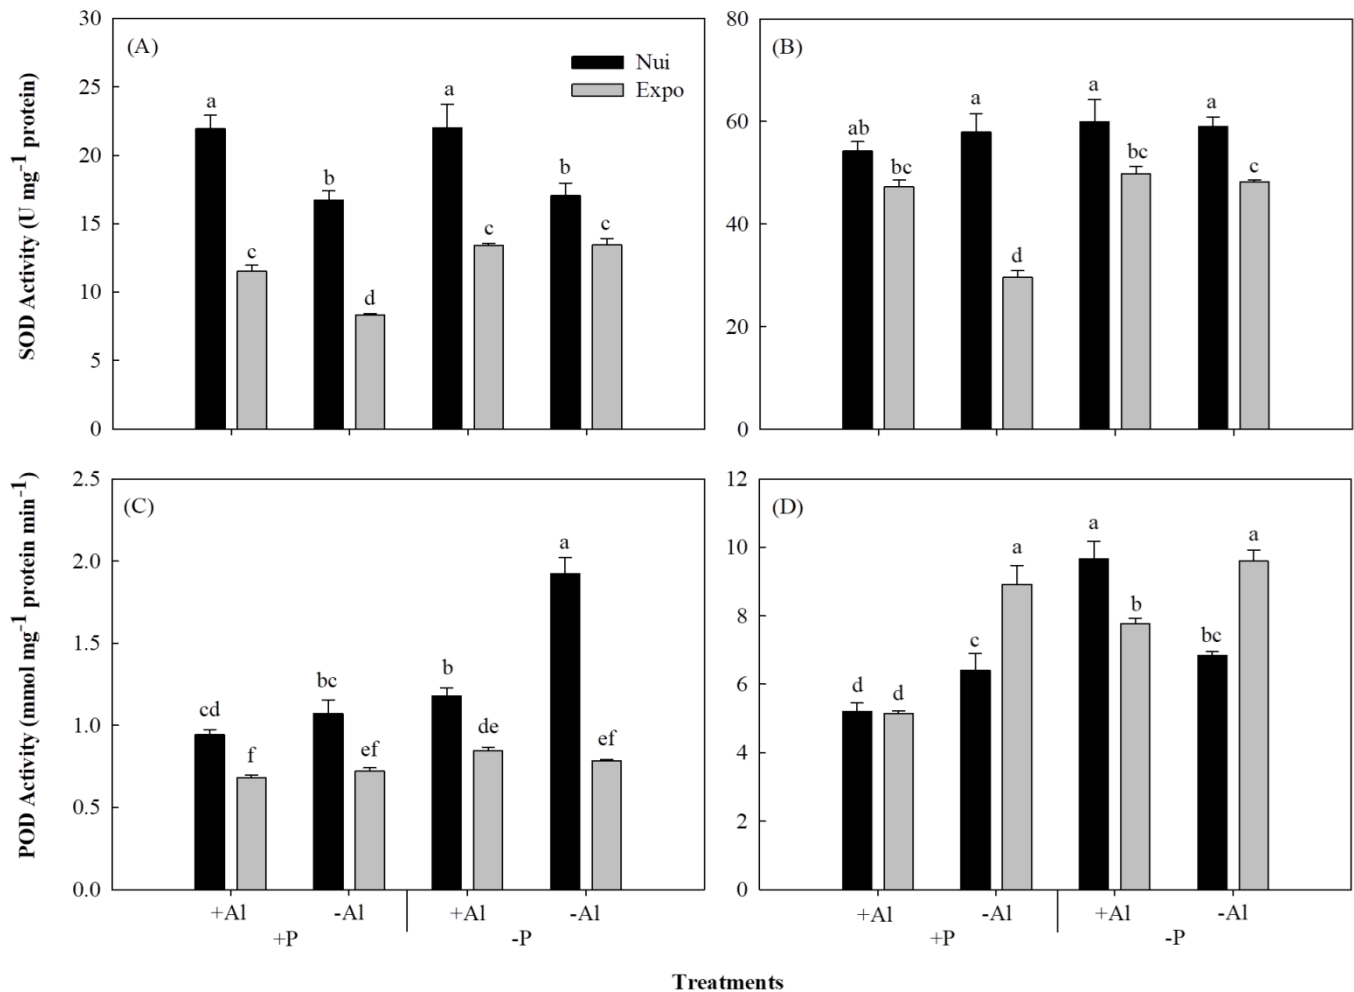 SOD Activity (U mg-1 protein)
30
25
20
15
10
5
0
(A)
Nui
Expo
a
c
b
d
a
c
b
c
80
60
40
20
0
(B)
ab
bc
a
d
a
bc
a
c
POD Activity (mmol mg-1 protein min-1)
2.5
2.0
1.5
1.0
0.5
0.0
(C)
cd
f
bc
ef
b
de
a
ef
+Al
-Al
+Al
-Al
+P
-P
12
10
8
6
4
2
0
(D)
d
d
c
a
a
b
bc
a
+Al
-Al
+Al
-Al
+P
-P
Treatments